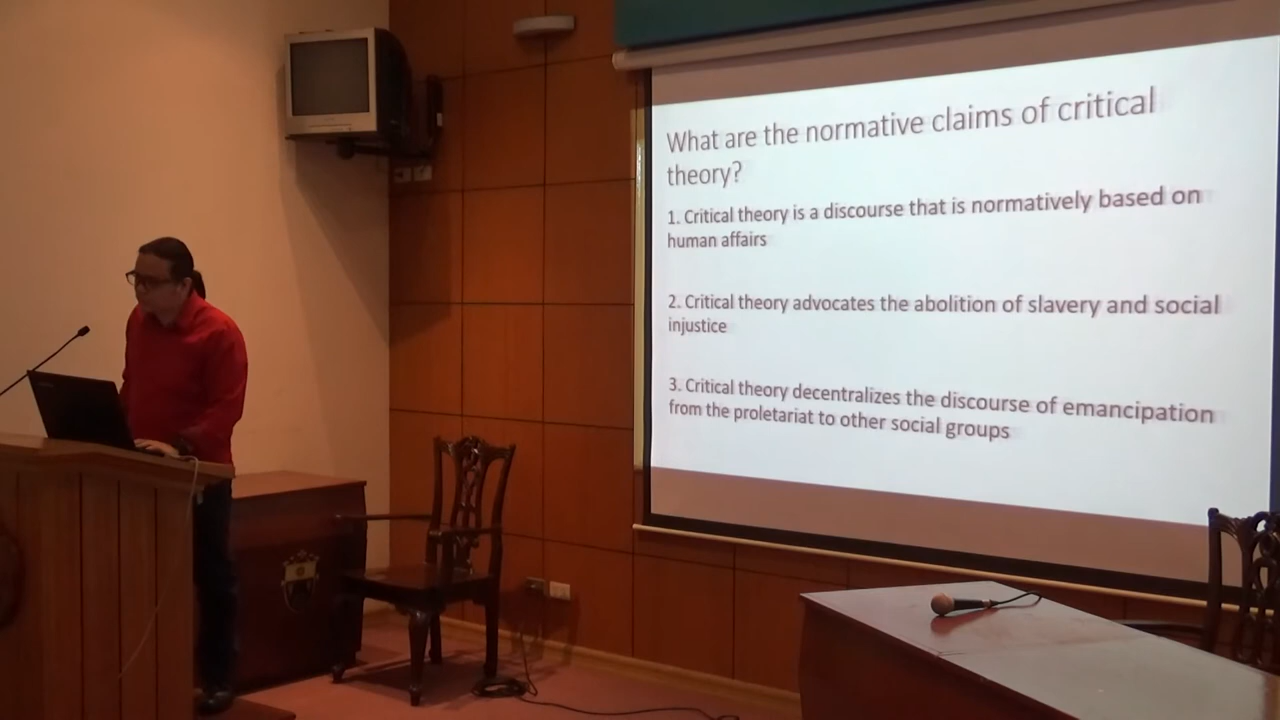 What are the normative claims of critical
theory?
1. Critical theory is a discourse that is normatively based on
human affairs
2. Critical theory advocates the abolition of slavery and social
injustice
3. Critical theory decentralizes the discourse of emancipation
from the proletariat to other social groups